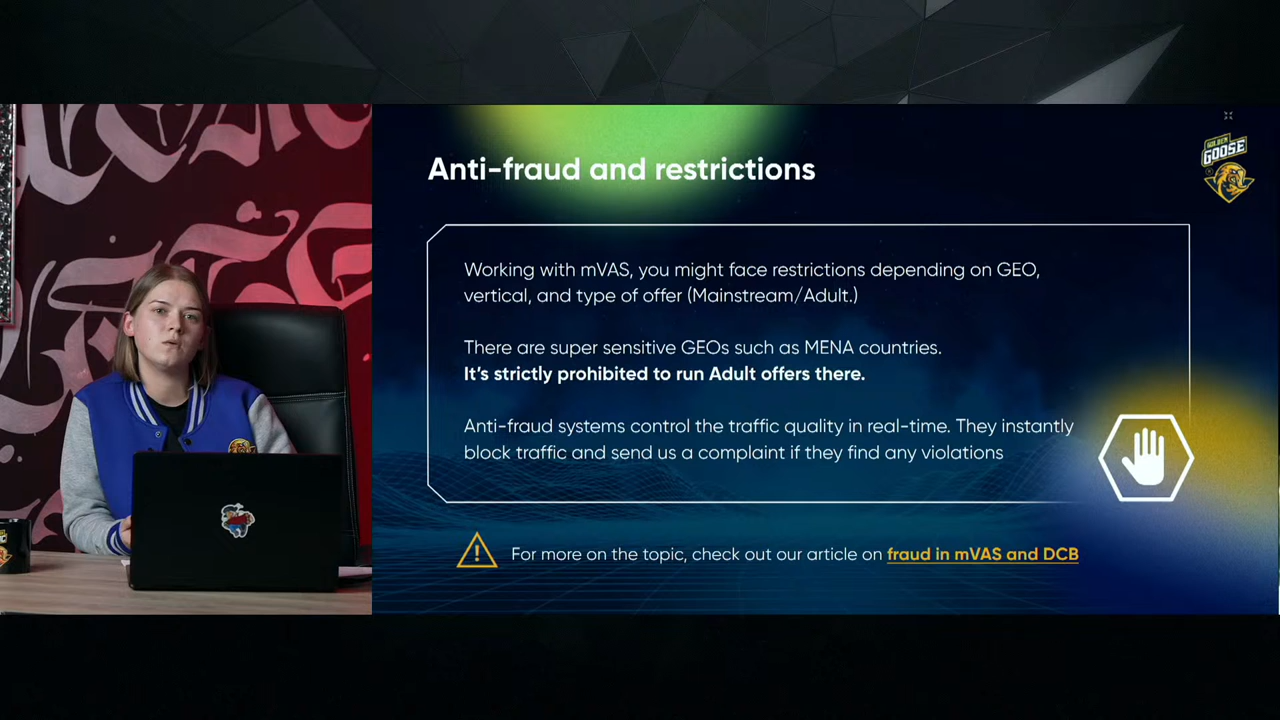 Anti-fraud and restrictions
GOLDEN
GOOSE
Working with mVAS, you might face restrictions depending on GEO,
vertical, and type of offer (Mainstream/Adult.)
There are super sensitive GEOs such as MENA countries.
It’s strictly prohibited to run Adult offers there.
Anti-fraud systems control the traffic quality in real-time. They instantly
block traffic and send us a complaint if they find any violations
For more on the topic, check out our article on fraud in mVAS and DCB